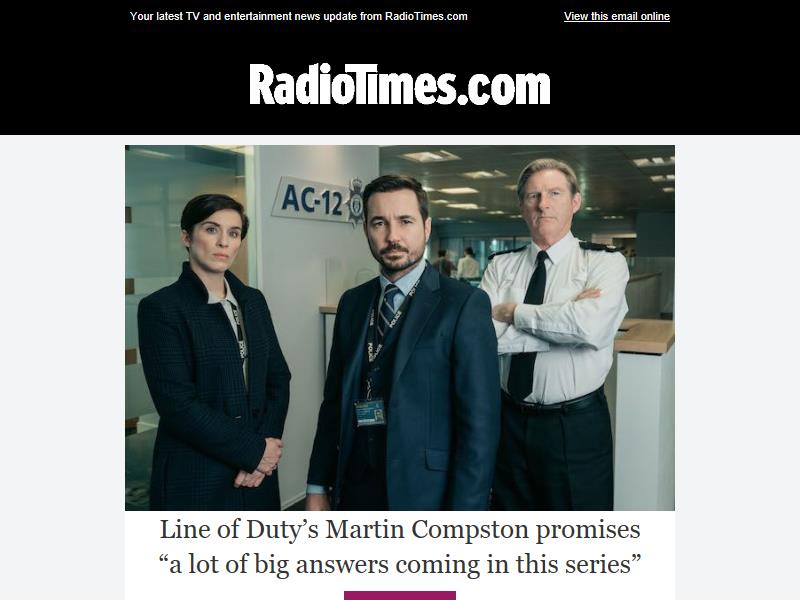 Your latest TV and entertainment news update from RadioTimes.com
View this email online
RadioTimes.com
AC-12
POLICE
Line of Duty’s Martin Compston promises
“a lot of big answers coming in this series”